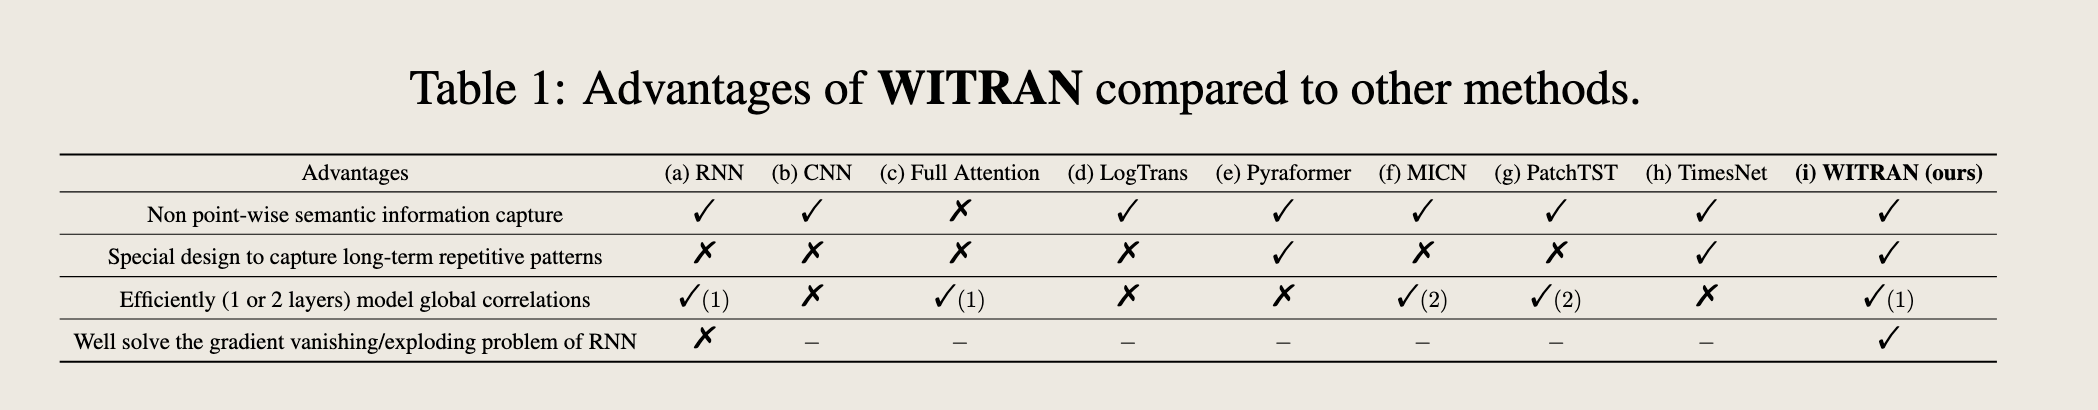 Table 1: Advantages of WITRAN compared to other methods.
Advantages (a) RNN (b) CNN (c) Full Attention (d) LogTrans (e) Pyraformer (f) MICN (g) PatchTST (h) TimesNet (i) WITRAN (ours)
Non point-wise semantic information capture ✓ ✓ ✗ ✓ ✓ ✓ ✓ ✓ ✓
Special design to capture long-term repetitive patterns ✗ ✗ ✗ ✗ ✓ ✗ ✗ ✓ ✓
Efficiently (1 or 2 layers) model global correlations ✓(1) ✗ ✓(1) ✗ ✗ ✓(2) ✓(2) ✗ ✓(1)
Well solve the gradient vanishing/exploding problem of RNN ✗ – – – – – – – ✓